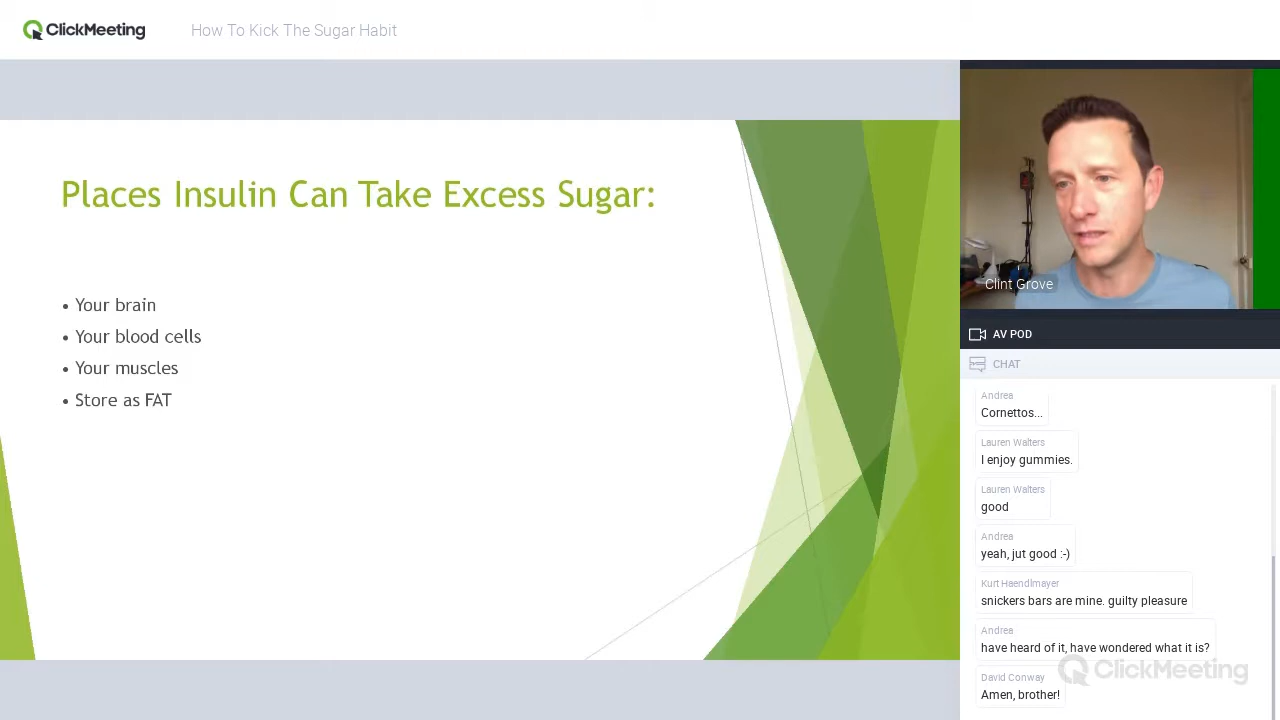 ClickMeeting
How To Kick The Sugar Habit
Places Insulin Can Take Excess Sugar:
• Your brain
• Your blood cells
• Your muscles
• Store as FAT
Clint Grove
AV POD
CHAT
Andrea
Cornettos...
Lauren Walters
I enjoy gummies.
Lauren Walters
good
Andrea
yeah, jut good :-)
Kurt Haendlmayer
snickers bars are mine. guilty pleasure
Andrea
have heard of it, have wondered what it is?
David Conway
Amen, brother!
ClickMeeting